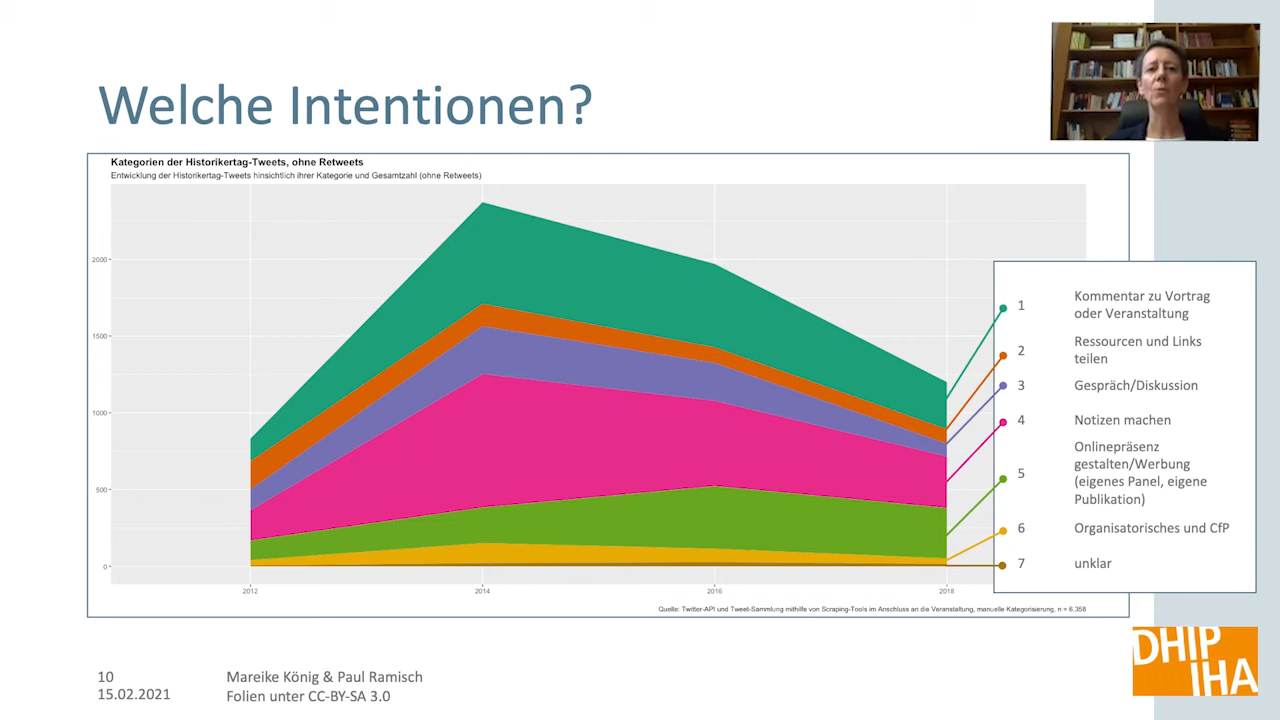 Welche Intentionen?
Kategorien der Historikertag-Tweets, ohne Retweets
Entwicklung der Historikertag-Tweets hinsichtlich ihrer Kategorie und Gesamtzahl (ohne Retweets)
2000
1500
1000
500
0
2012
2014
2016
2018
1
Kommentar zu Vortrag
oder Veranstaltung
2
Ressourcen und Links
teilen
3
Gespräch/Diskussion
4
Notizen machen
5
Onlinepräsenz
gestalten/Werbung
(eigenes Panel, eigene
Publikation)
6
Organisatorisches und CfP
7
unklar
Quelle: Twitter-API und Tweet-Sammlung mithilfe von Scraping-Tools im Anschluss an die Veranstaltung, manuelle Kategorisierung, n = 6.358
10
15.02.2021
Mareike König & Paul Ramisch
Folien unter CC-BY-SA 3.0
DHIP
IHA